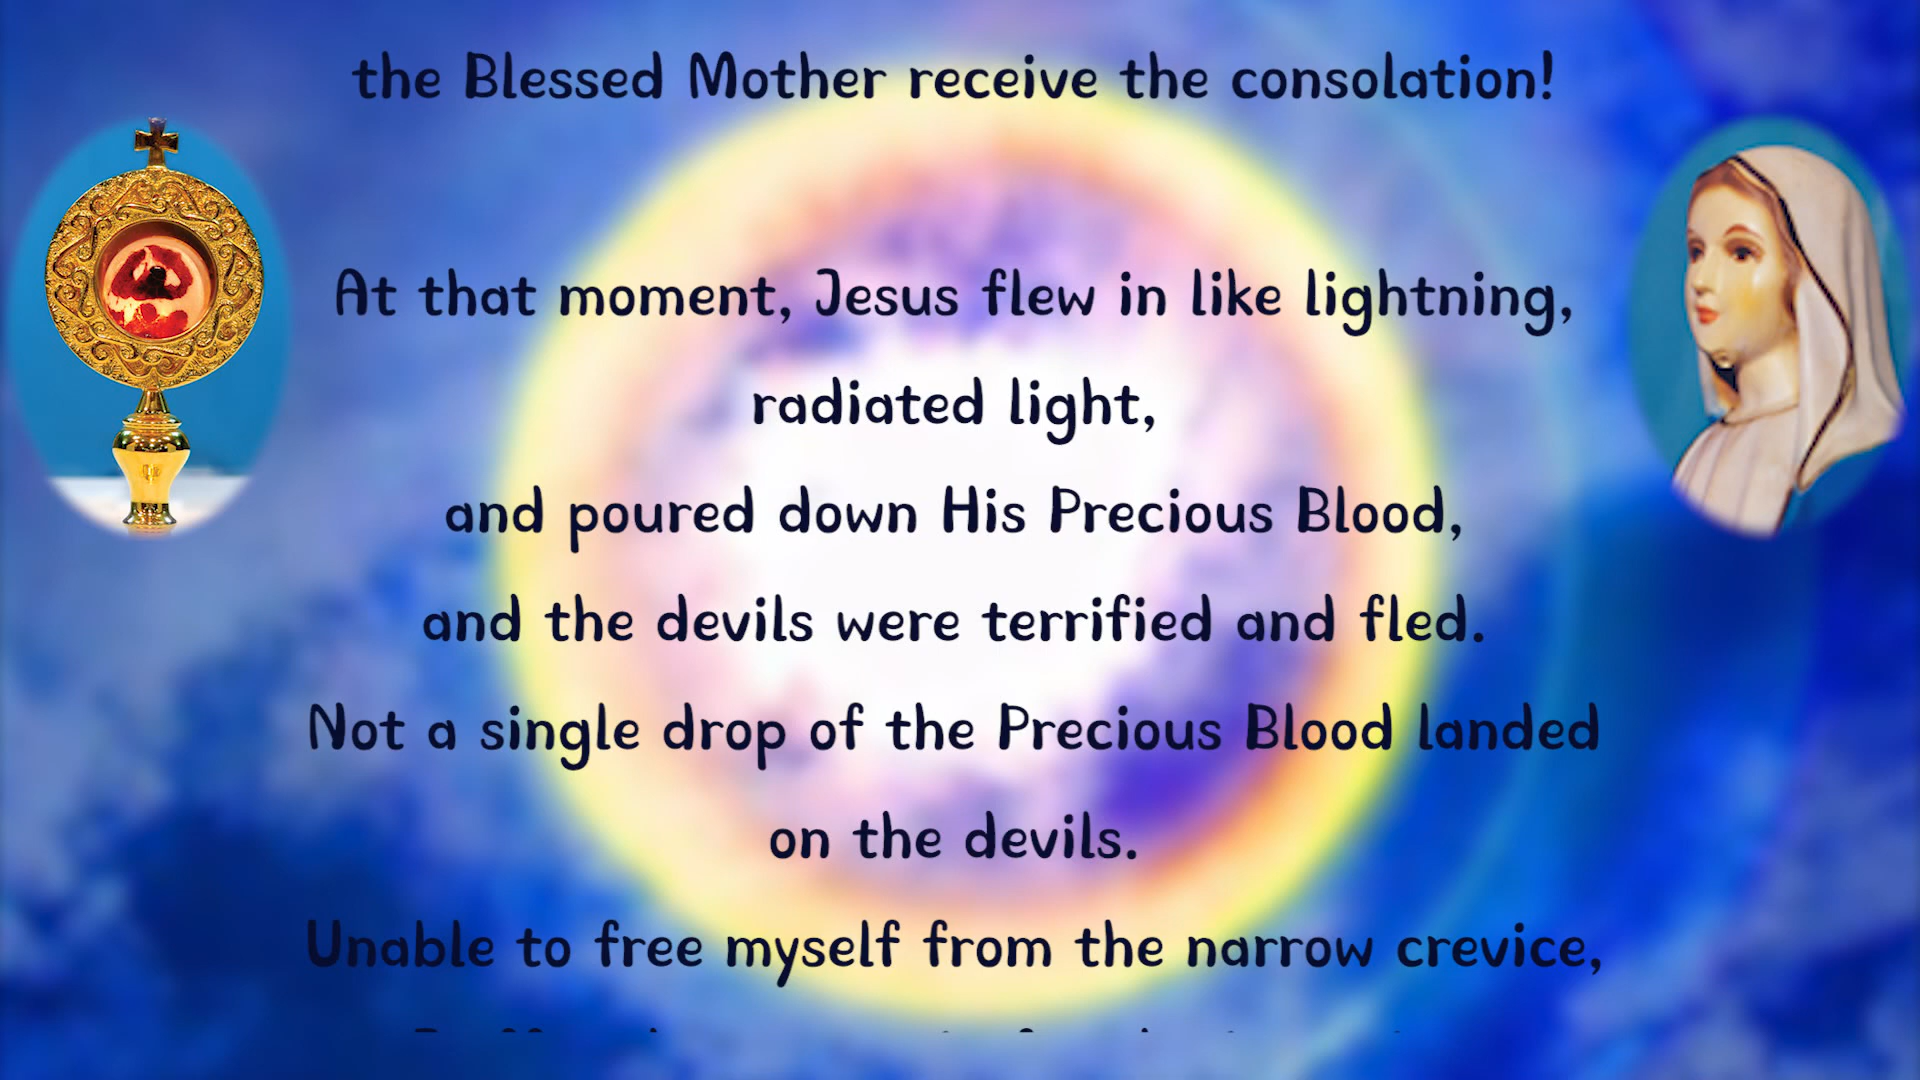 the Blessed Mother receive the consolation!
At that moment, Jesus flew in like lightning,
radiated light,
and poured down His Precious Blood,
and the devils were terrified and fled.
Not a single drop of the Precious Blood landed
on the devils.
Unable to free myself from the narrow crevice,